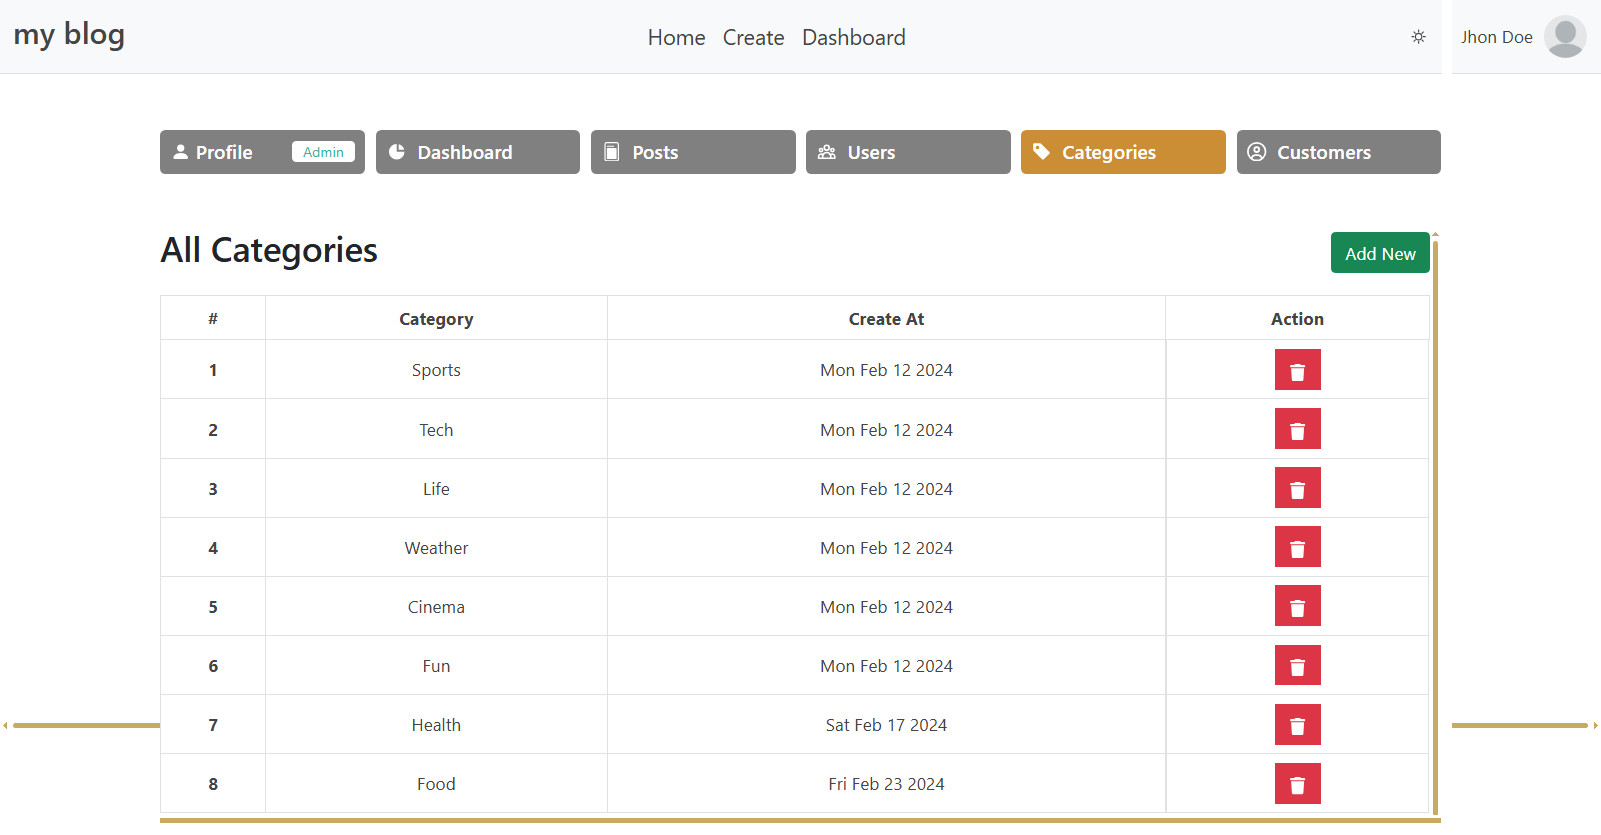 my blog
Home Create Dashboard
Jhon Doe
Profile Admin Dashboard Posts Users Categories Customers
All Categories
Add New
# Category Create At Action
1 Sports Mon Feb 12 2024
2 Tech Mon Feb 12 2024
3 Life Mon Feb 12 2024
4 Weather Mon Feb 12 2024
5 Cinema Mon Feb 12 2024
6 Fun Mon Feb 12 2024
7 Health Sat Feb 17 2024
8 Food Fri Feb 23 2024